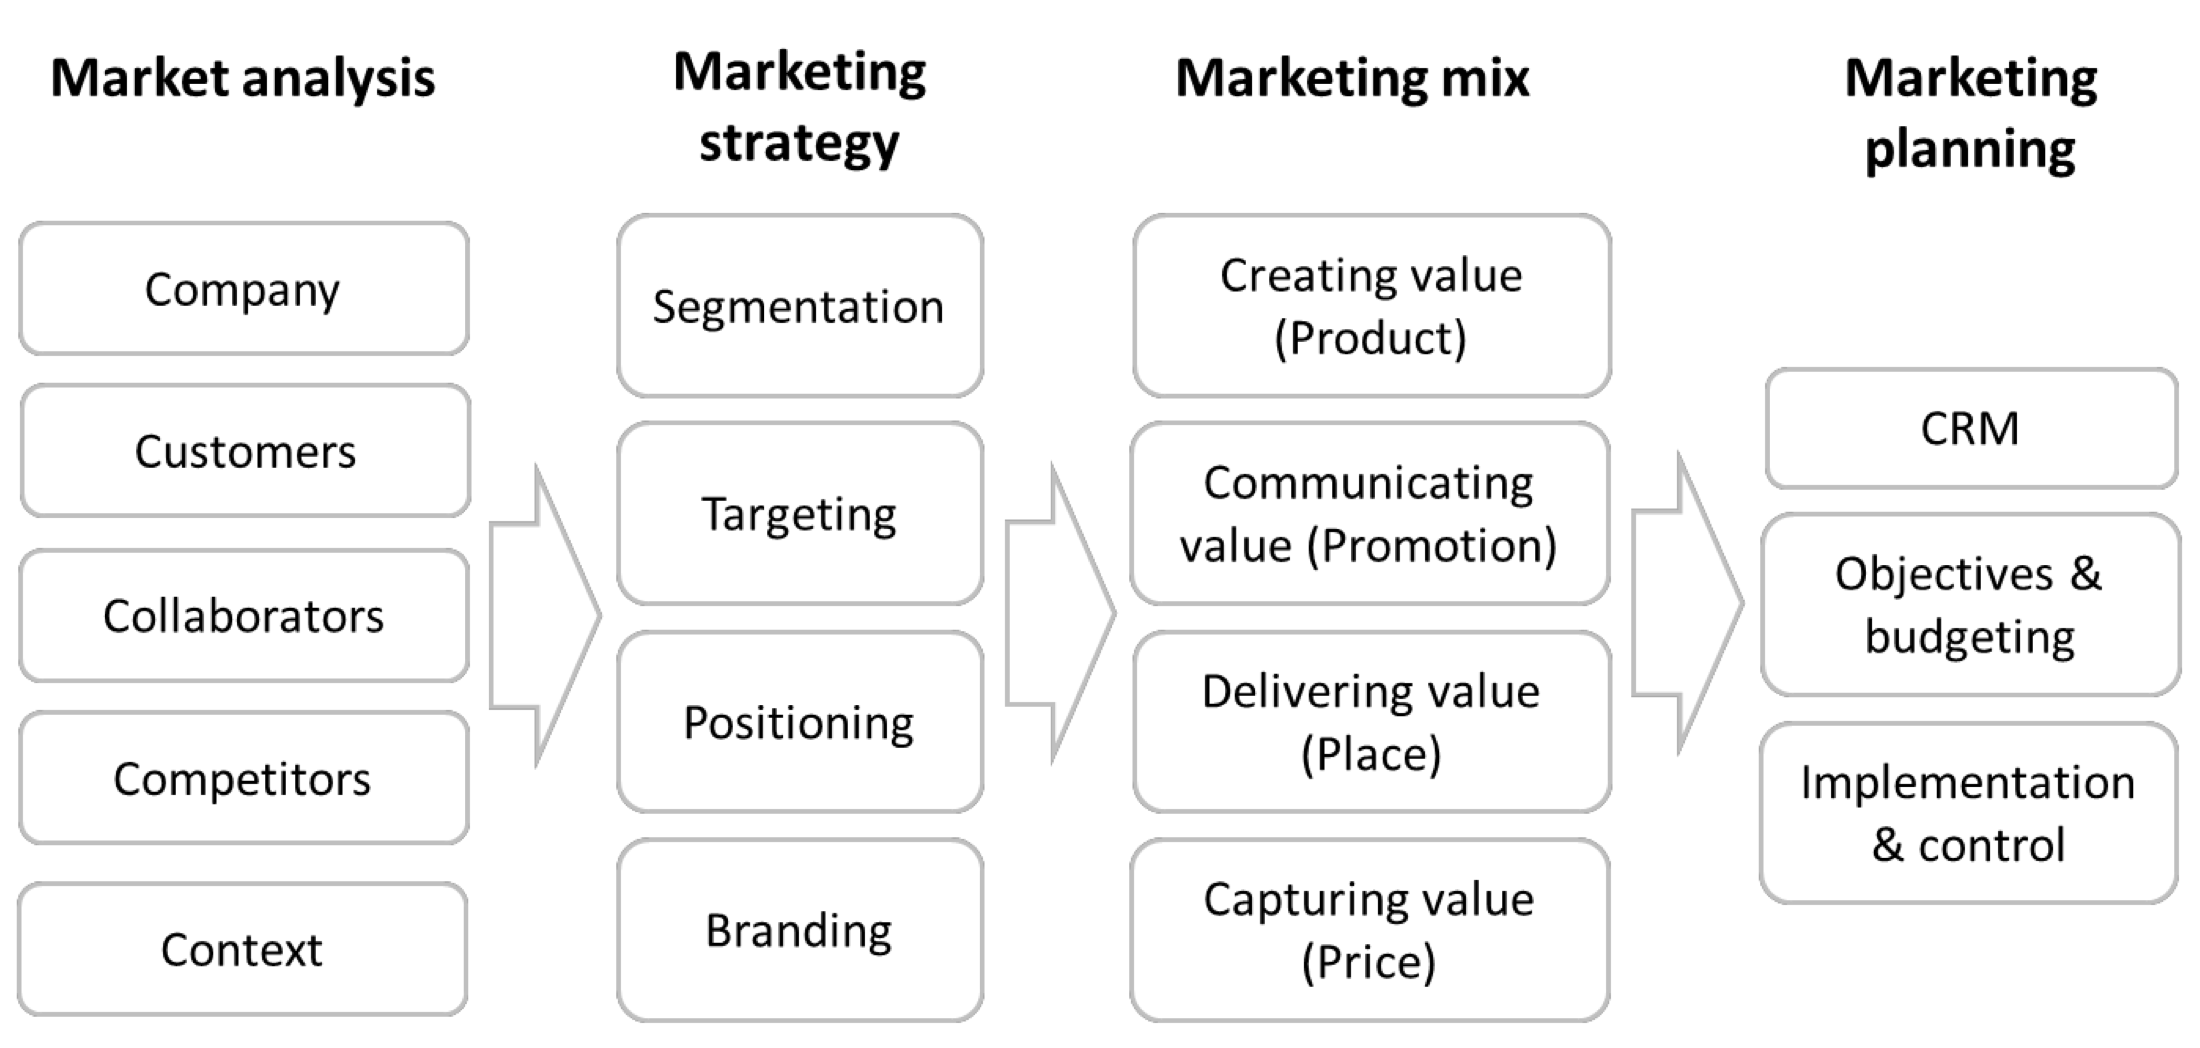 Market analysis
Company
Customers
Collaborators
Competitors
Context
Marketing
strategy
Segmentation
Targeting
Positioning
Branding
Marketing mix
Creating value
(Product)
Communicating
value (Promotion)
Delivering value
(Place)
Capturing value
(Price)
Marketing
planning
CRM
Objectives &
budgeting
Implementation
& control